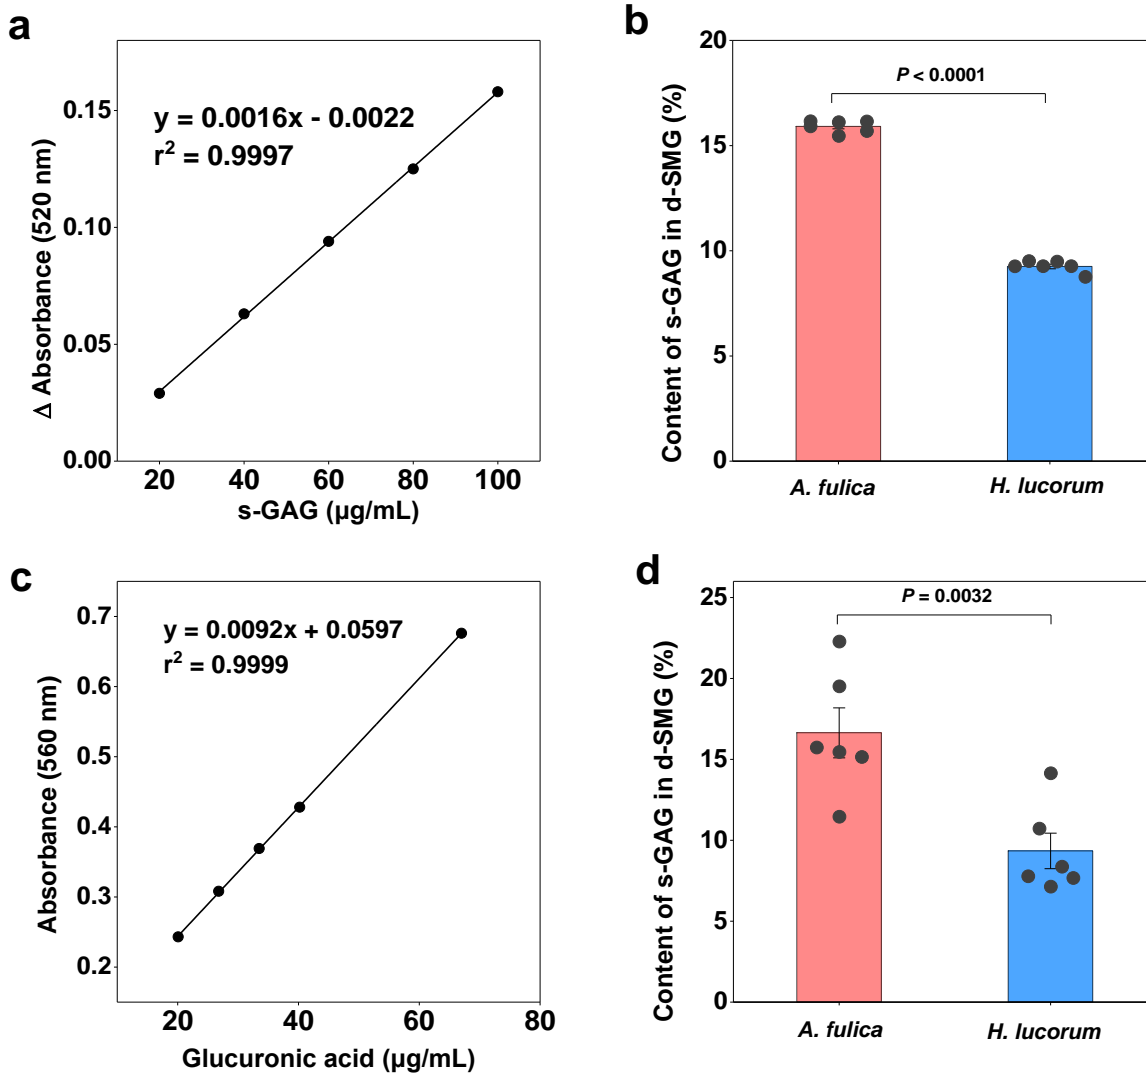 a
y = 0.0016x - 0.0022
r² = 0.9997
Δ Absorbance (520 nm)
0.15
0.10
0.05
0.00
20 40 60 80 100
s-GAG (μg/mL)
b
P < 0.0001
Content of s-GAG in d-SMG (%)
20
15
10
5
0
A. fulica H. lucorum
c
y = 0.0092x + 0.0597
r² = 0.9999
Absorbance (560 nm)
0.7
0.6
0.5
0.4
0.3
0.2
20 40 60 80
Glucuronic acid (μg/mL)
d
P = 0.0032
Content of s-GAG in d-SMG (%)
25
20
15
10
5
0
A. fulica H. lucorum